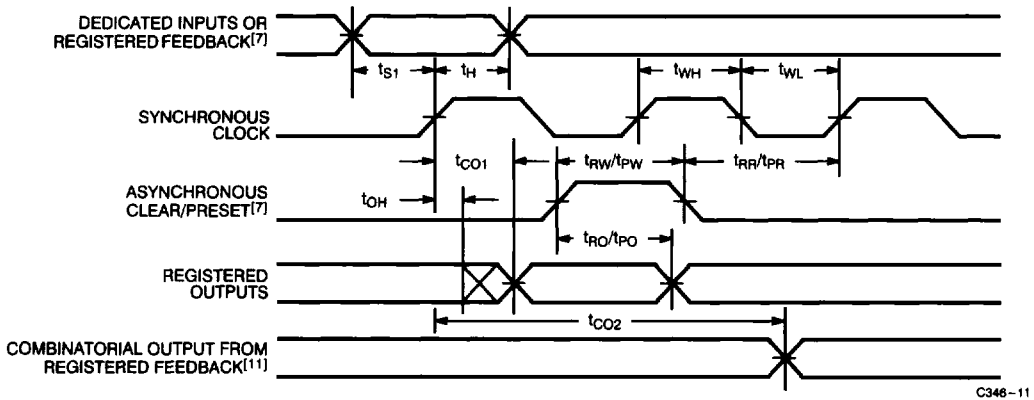 DEDICATED INPUTS OR
REGISTERED FEEDBACK[7]
tS1
tH
tWH
tWL
SYNCHRONOUS
CLOCK
tCO1
tRW/tPW
tRR/tPR
ASYNCHRONOUS
CLEAR/PRESET[7]
tOH
tRO/tPO
REGISTERED
OUTPUTS
tCO2
COMBINATORIAL OUTPUT FROM
REGISTERED FEEDBACK[11]
C346-11